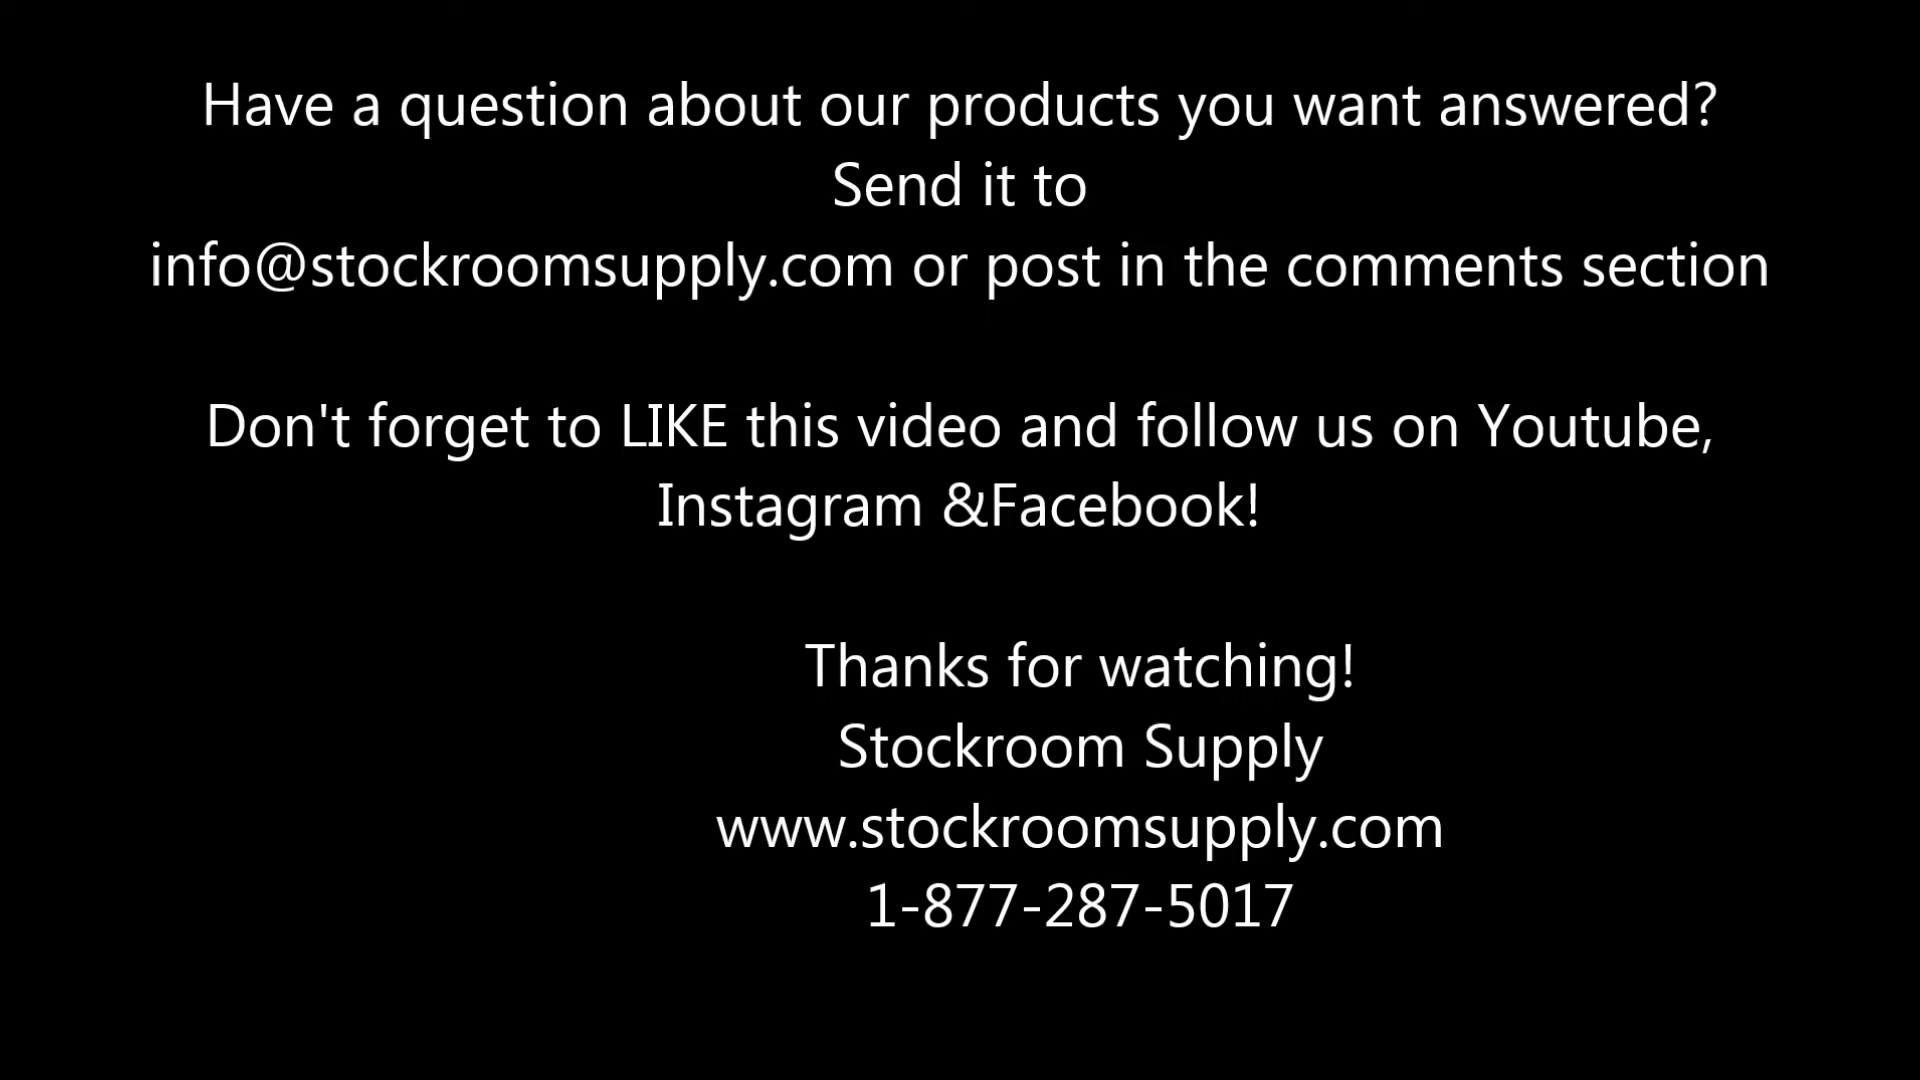 Have a question about our products you want answered?
Send it to
info@stockroomsupply.com or post in the comments section
Don't forget to LIKE this video and follow us on Youtube,
Instagram &Facebook!
Thanks for watching!
Stockroom Supply
www.stockroomsupply.com
1-877-287-5017